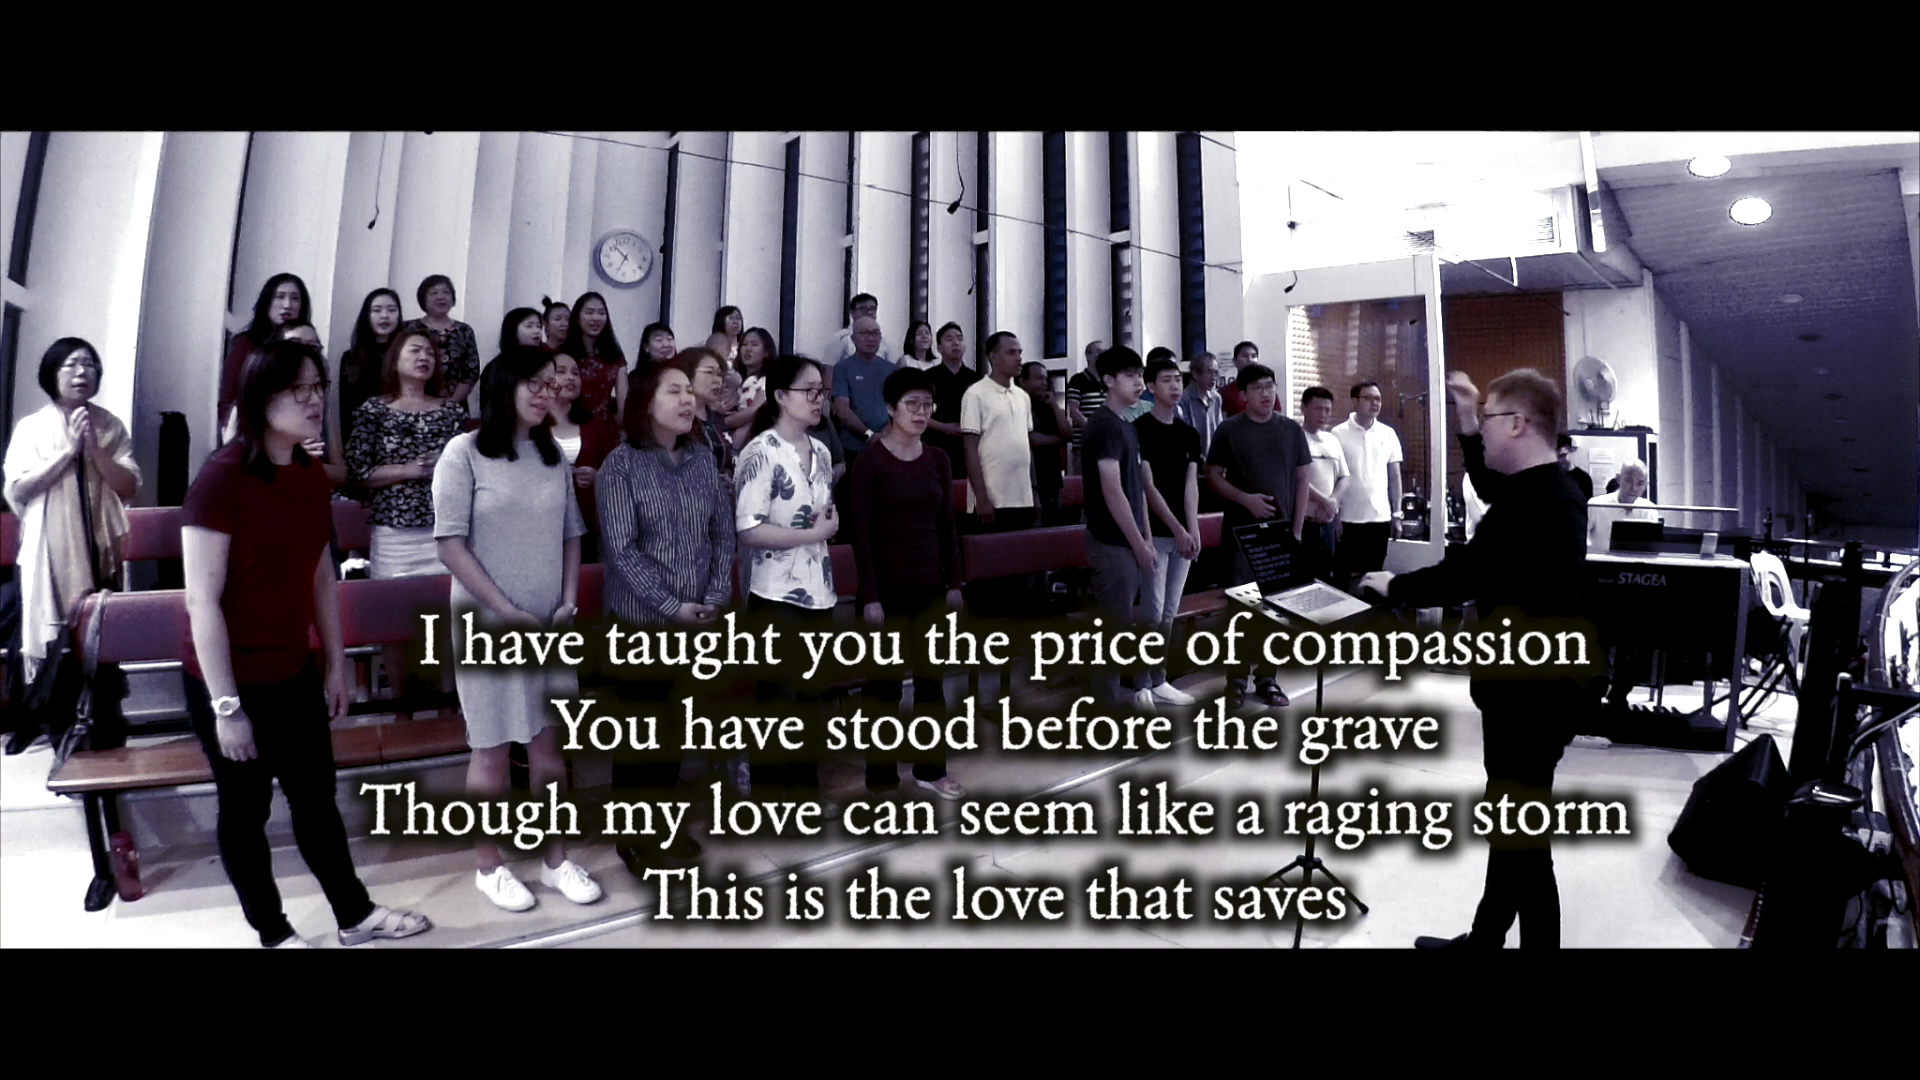 STAGEA
I have taught you the price of compassion
You have stood before the grave
Though my love can seem like a raging storm
This is the love that saves